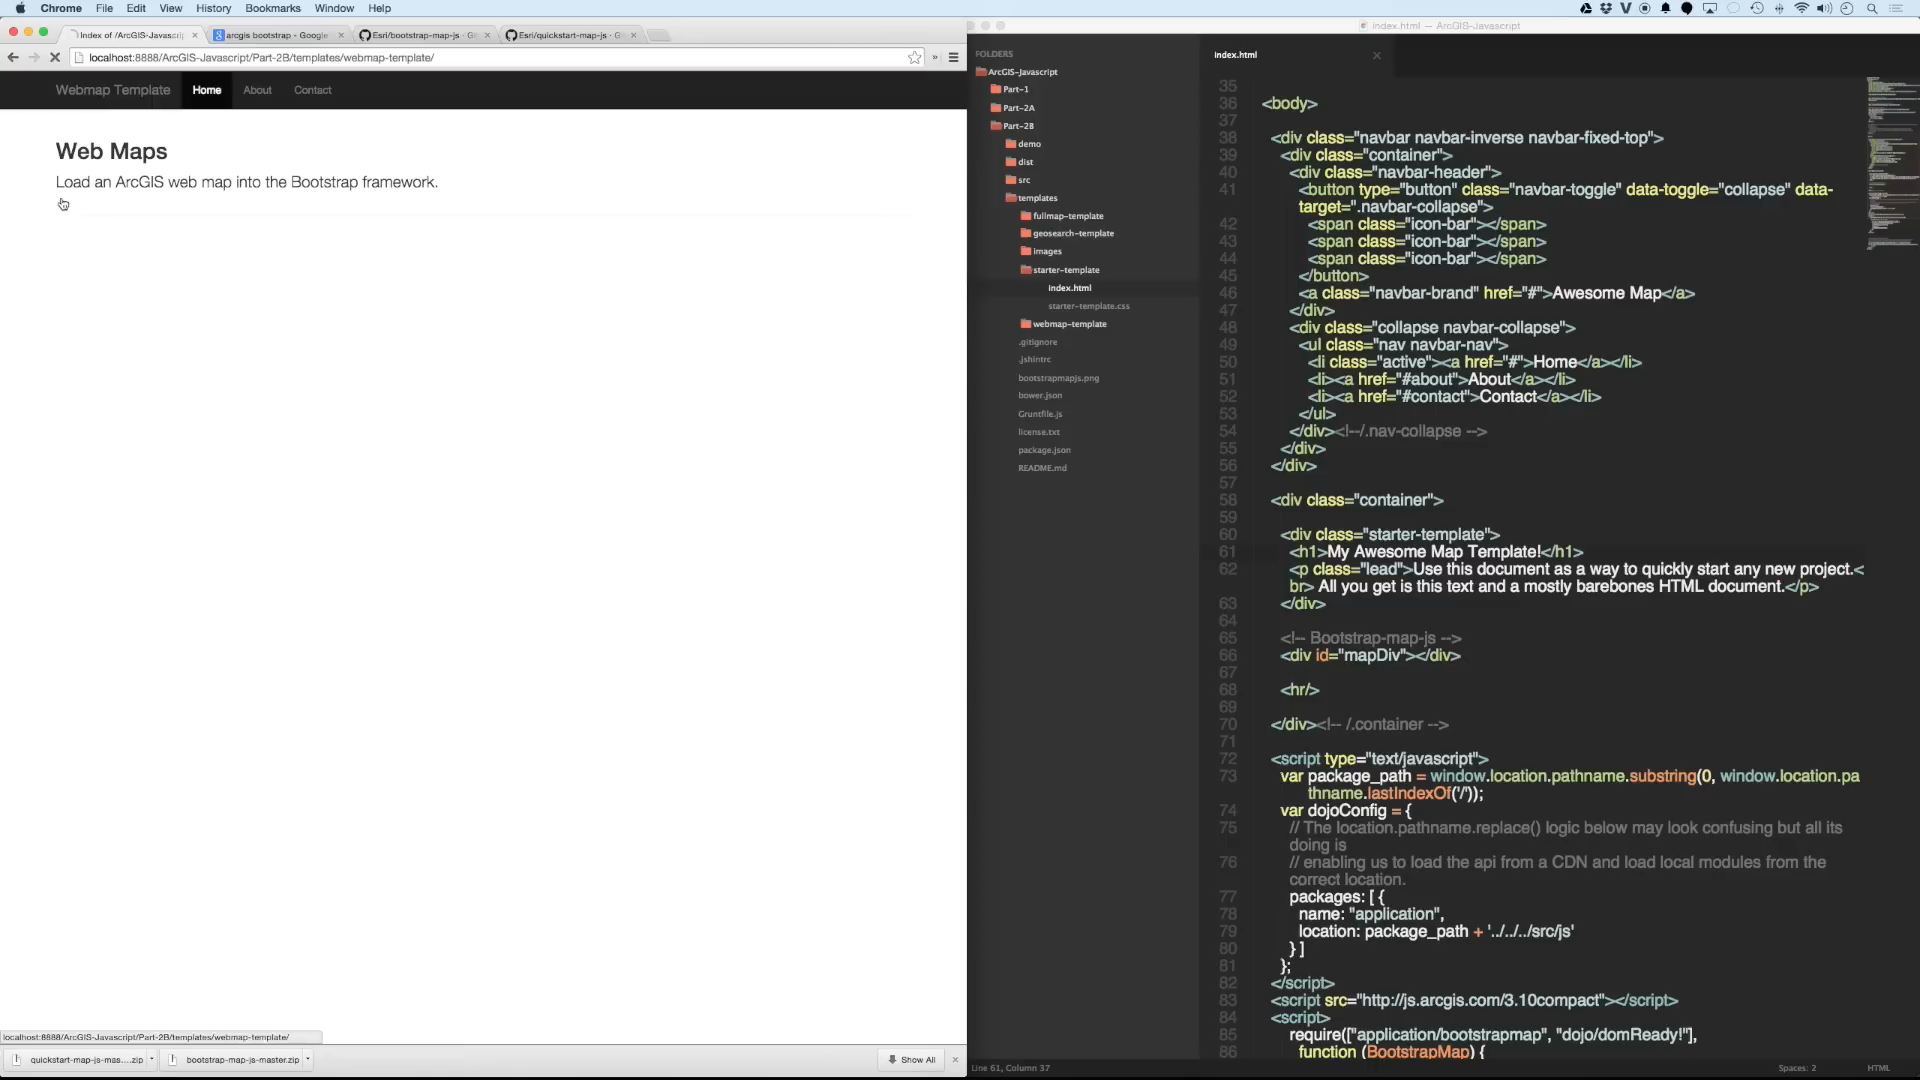 Chrome File Edit View History Bookmarks Window Help
Index of /ArcGIS-Javascrip
arcgis bootstrap - Google
Esri/bootstrap-map-js · Gi
Esri/quickstart-map-js · Gi
localhost:8888/ArcGIS-Javascript/Part-2B/templates/webmap-template/
Webmap Template Home About Contact
Web Maps
Load an ArcGIS web map into the Bootstrap framework.
localhost:8888/ArcGIS-Javascript/Part-2B/templates/webmap-template/
quickstart-map-js-mas....zip
bootstrap-map-js-master.zip
Show All
index.html — ArcGIS-Javascript
FOLDERS
ArcGIS-Javascript
Part-1
Part-2A
Part-2B
demo
dist
src
templates
fullmap-template
geosearch-template
images
starter-template
index.html
starter-template.css
webmap-template
.gitignore
.jshintrc
bootstrapmapjs.png
bower.json
Gruntfile.js
license.txt
package.json
README.md
index.html
35
36 <body>
37
38 <div class="navbar navbar-inverse navbar-fixed-top">
39 <div class="container">
40 <div class="navbar-header">
41 <button type="button" class="navbar-toggle" data-toggle="collapse" data-
target=".navbar-collapse">
42 <span class="icon-bar"></span>
43 <span class="icon-bar"></span>
44 <span class="icon-bar"></span>
45 </button>
46 <a class="navbar-brand" href="#">Awesome Map</a>
47 </div>
48 <div class="collapse navbar-collapse">
49 <ul class="nav navbar-nav">
50 <li class="active"><a href="#">Home</a></li>
51 <li><a href="#about">About</a></li>
52 <li><a href="#contact">Contact</a></li>
53 </ul>
54 </div><!--/.nav-collapse -->
55 </div>
56 </div>
57
58 <div class="container">
59
60 <div class="starter-template">
61 <h1>My Awesome Map Template!</h1>
62 <p class="lead">Use this document as a way to quickly start any new project.<
br> All you get is this text and a mostly barebones HTML document.</p>
63 </div>
64
65 <!-- Bootstrap-map-js -->
66 <div id="mapDiv"></div>
67
68 <hr/>
69
70 </div><!-- /.container -->
71
72 <script type="text/javascript">
73 var package_path = window.location.pathname.substring(0, window.location.pa
thname.lastIndexOf('/'));
74 var dojoConfig = {
75 // The location.pathname.replace() logic below may look confusing but all its
doing is
76 // enabling us to load the api from a CDN and load local modules from the
correct location.
77 packages: [ {
78 name: "application",
79 location: package_path + '../../../src/js'
80 } ]
81 };
82 </script>
83 <script src="http://js.arcgis.com/3.10compact"></script>
84 <script>
85 require(["application/bootstrapmap", "dojo/domReady!"],
86 function (BootstrapMap) {
Line 61, Column 37
Spaces: 2
HTML